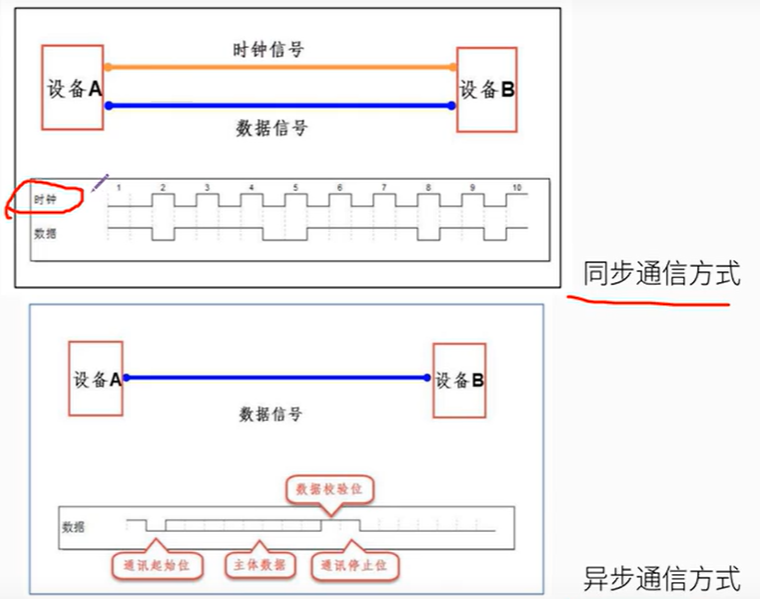 时钟信号
设备A
设备B
数据信号
1 2 3 4 5 6 7 8 9 10
时钟
数据
同步通信方式
设备A
设备B
数据信号
数据校验位
数据
通讯起始位 主体数据 通讯停止位
异步通信方式